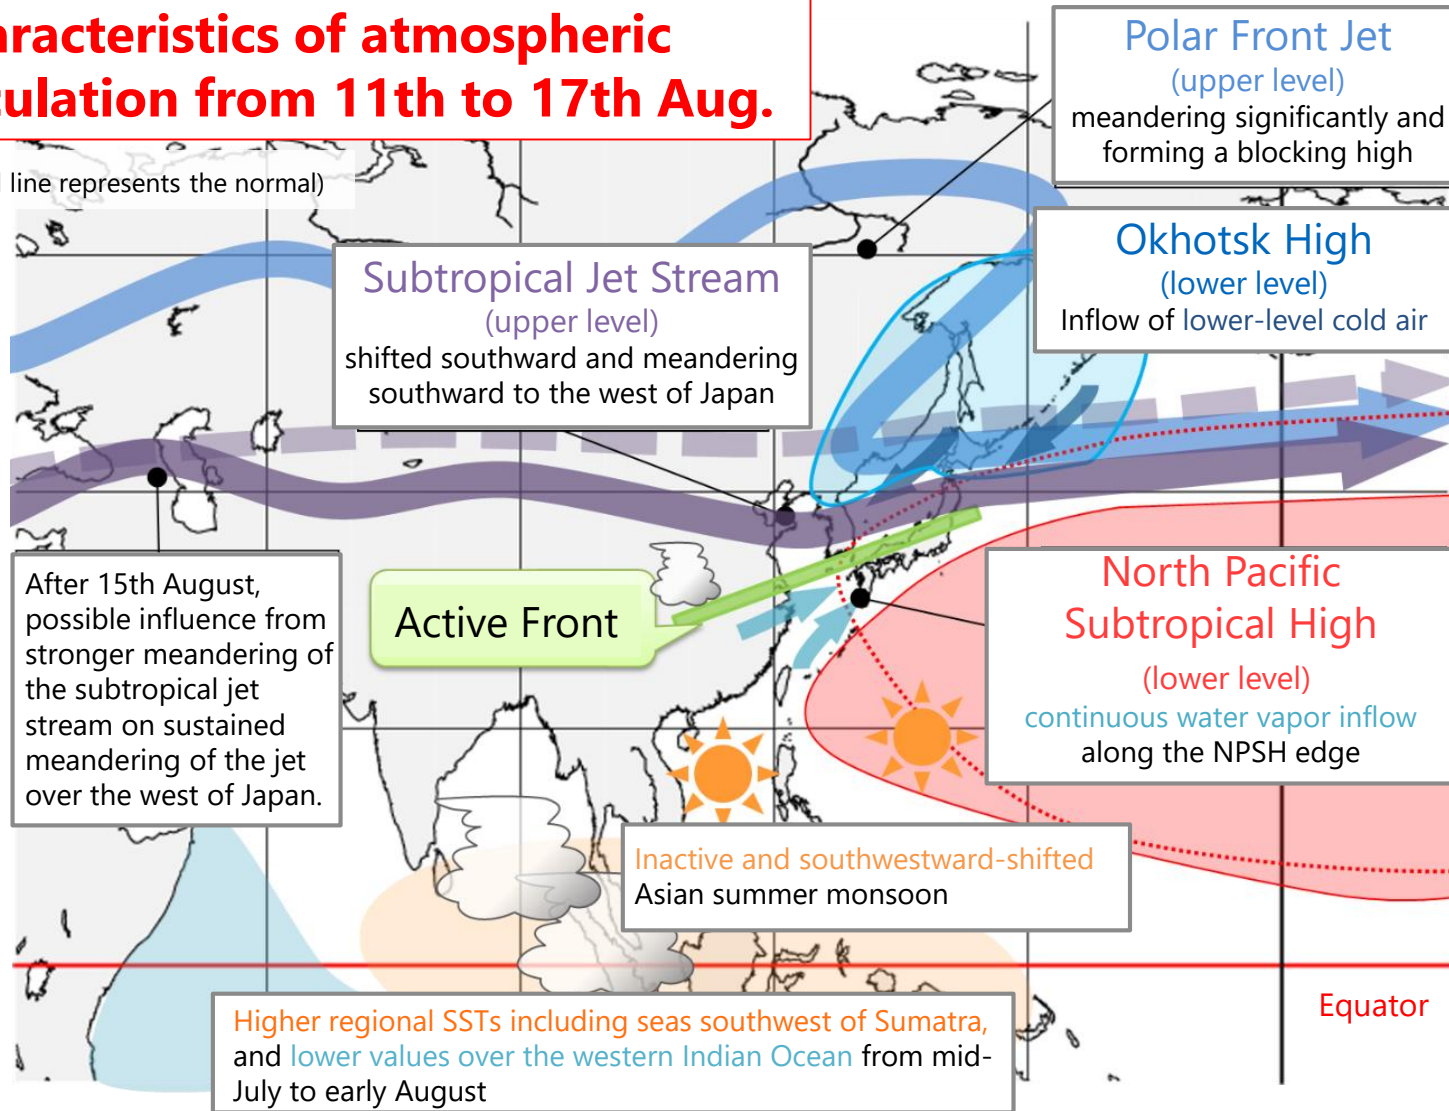 aracteristics of atmospheric
culation from 11th to 17th Aug.
line represents the normal)
Polar Front Jet
(upper level)
meandering significantly and
forming a blocking high
Okhotsk High
(lower level)
Inflow of lower-level cold air
Subtropical Jet Stream
(upper level)
shifted southward and meandering
southward to the west of Japan
After 15th August,
possible influence from
stronger meandering of
the subtropical jet
stream on sustained
meandering of the jet
over the west of Japan.
Active Front
North Pacific
Subtropical High
(lower level)
continuous water vapor inflow
along the NPSH edge
Inactive and southwestward-shifted
Asian summer monsoon
Equator
Higher regional SSTs including seas southwest of Sumatra,
and lower values over the western Indian Ocean from mid-
July to early August